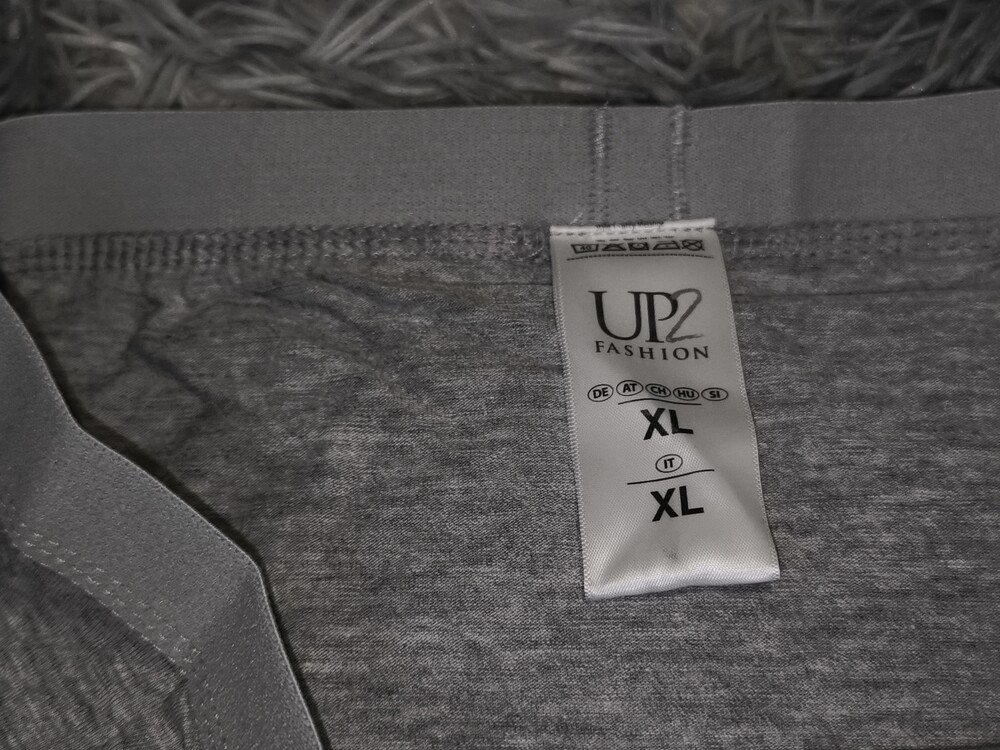 UP2
FASHION
DE AT CH HU SI
XL
IT
XL